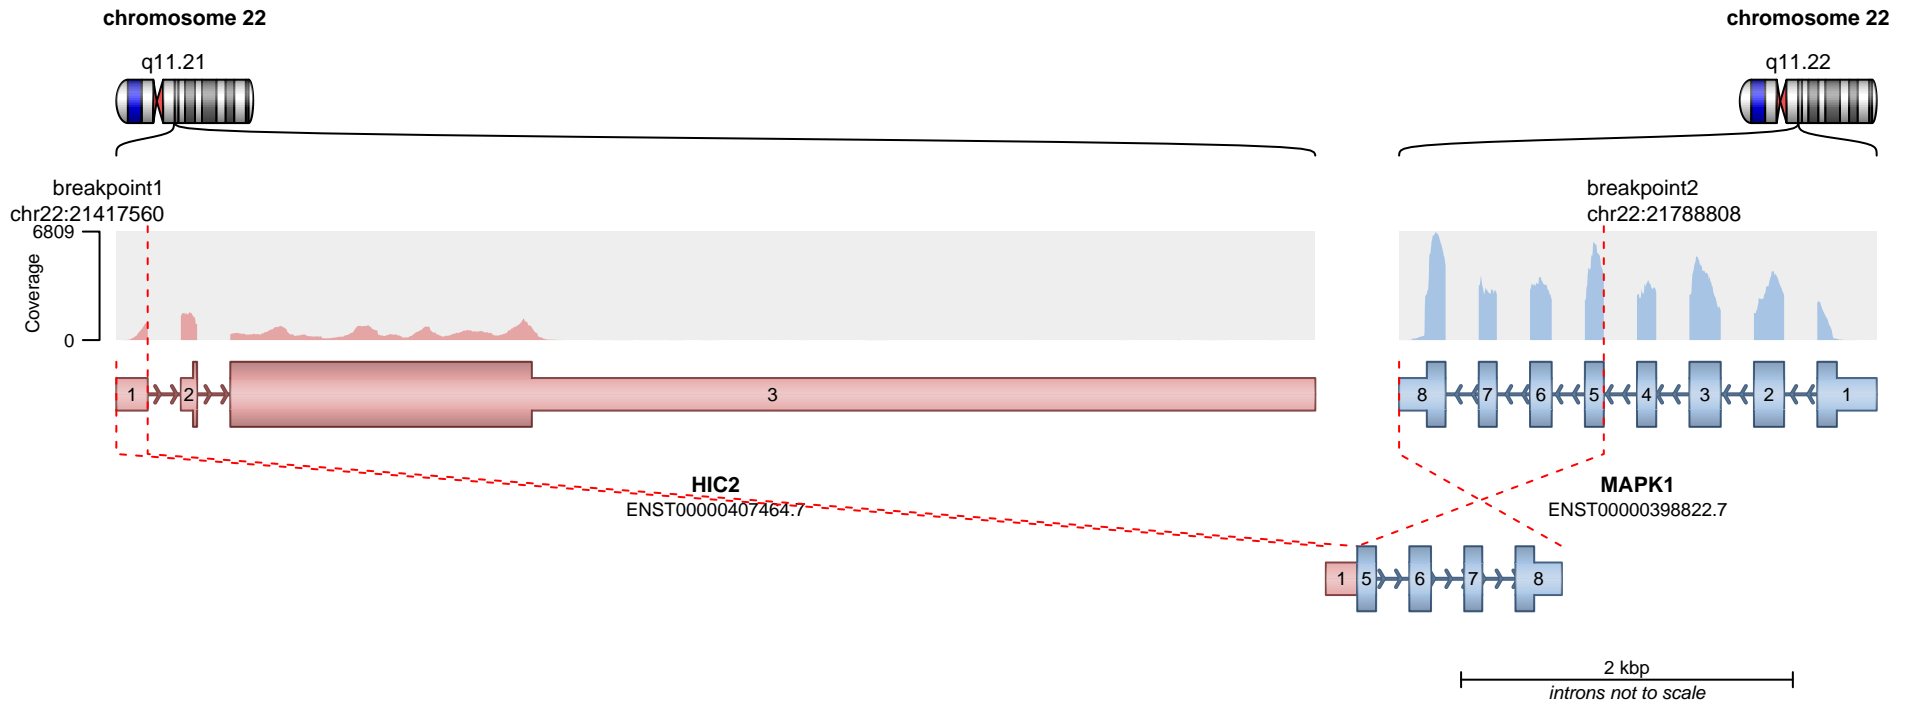 chromosome 22
chromosome 22
q11.21
q11.22
breakpoint1
chr22:21417560
breakpoint2
chr22:21788808
6809
Coverage
0
1 2 3
8 7 6 5 4 3 2 1
HIC2
ENST00000407464.7
MAPK1
ENST00000398822.7
1 5 6 7 8
2 kbp
introns not to scale